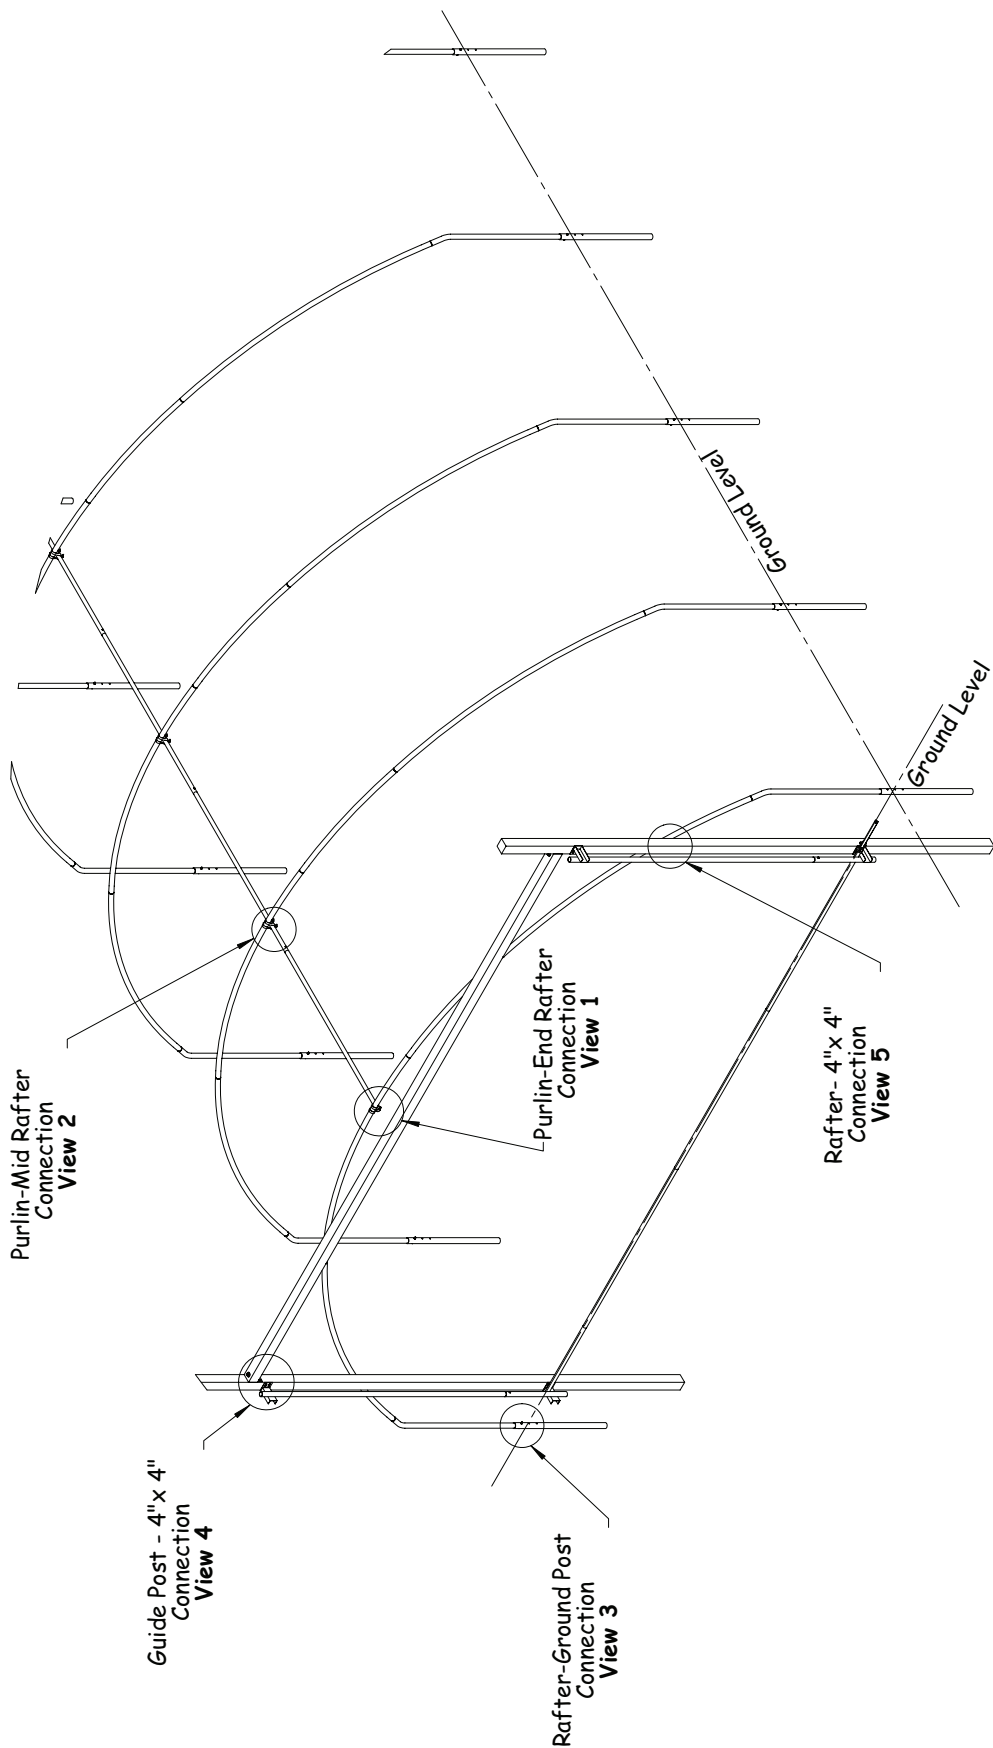 Purlin-Mid Rafter
Connection
View 2
Guide Post - 4"x 4"
Connection
View 4
Purlin-End Rafter
Connection
View 1
Rafter-Ground Post
Connection
View 3
Rafter- 4"x 4"
Connection
View 5
Ground Level
Ground Level